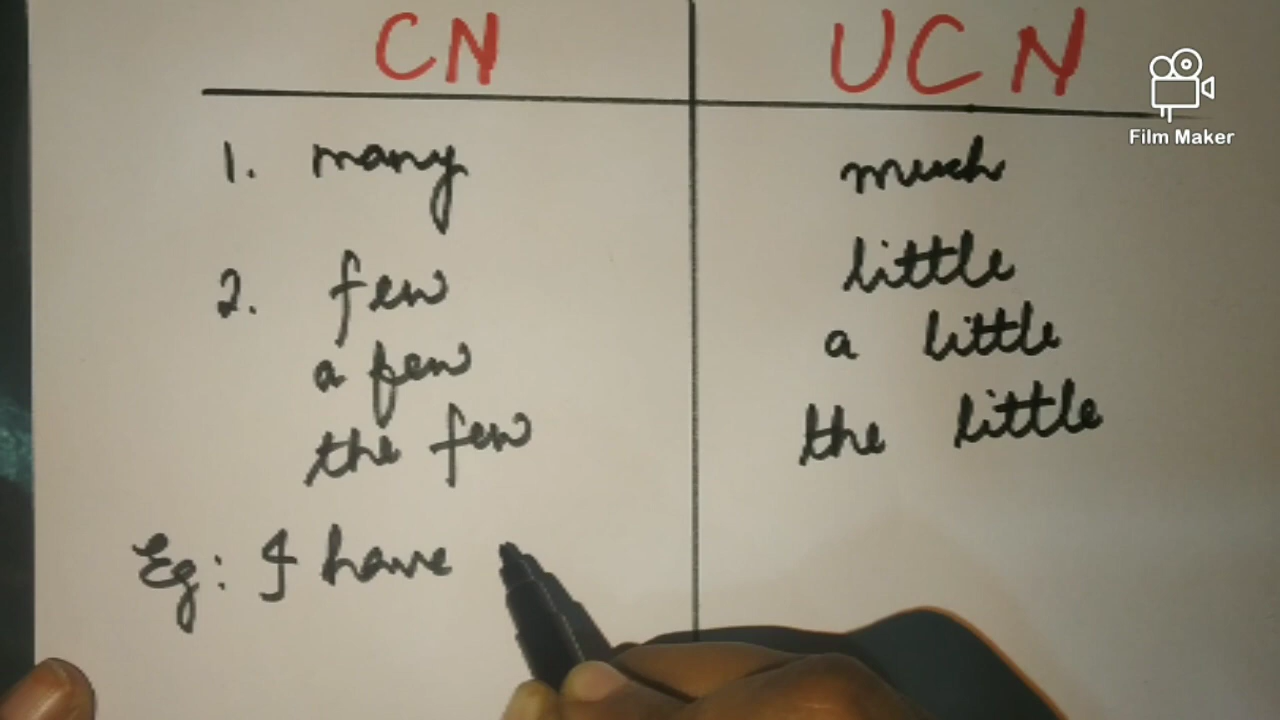 CN UCN
Film Maker
1. many much
2. few little
a few a little
the few the little
Eg: I have